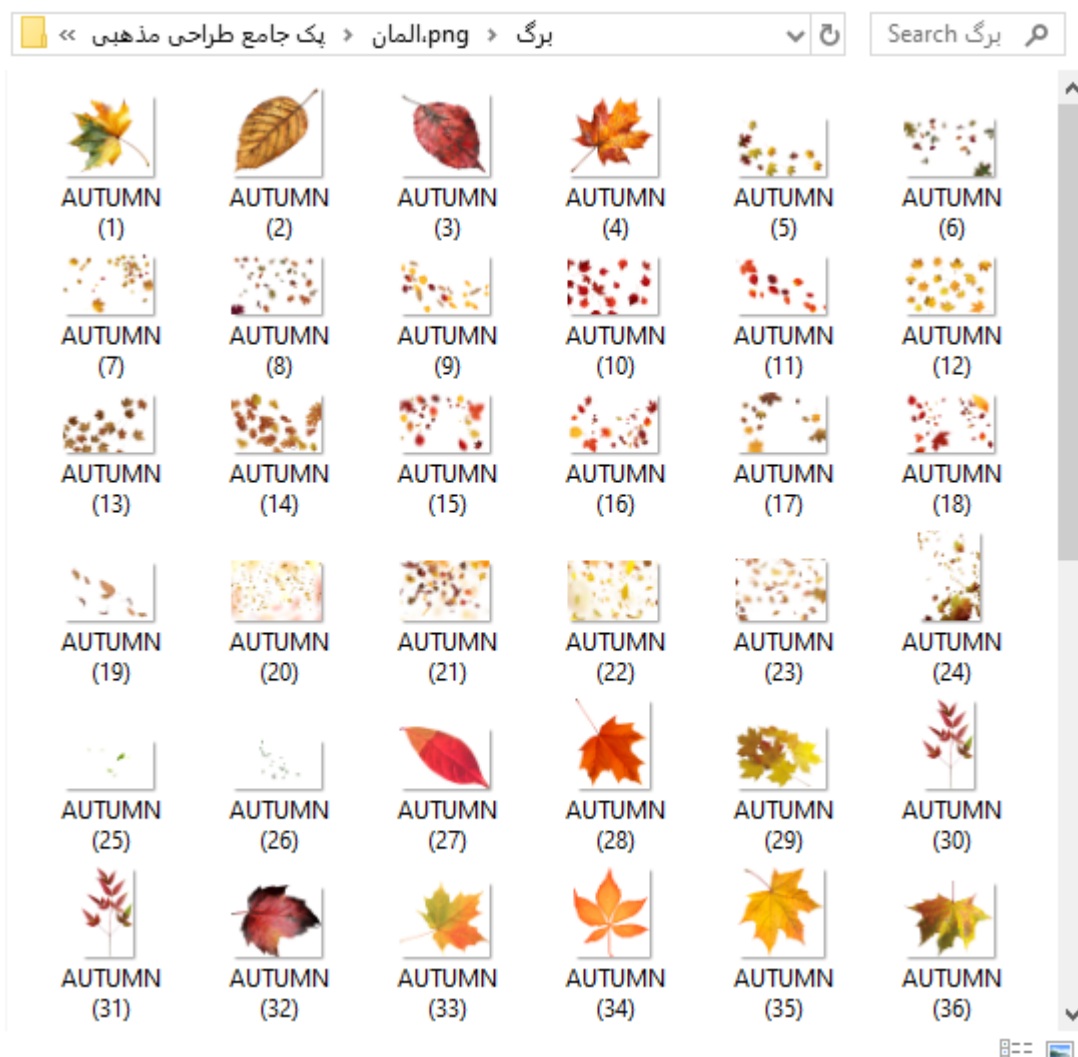 « پک جامع طراحی مذهبی › المان،png › برگ
Search برگ
AUTUMN AUTUMN AUTUMN AUTUMN AUTUMN AUTUMN
(1) (2) (3) (4) (5) (6)
AUTUMN AUTUMN AUTUMN AUTUMN AUTUMN AUTUMN
(7) (8) (9) (10) (11) (12)
AUTUMN AUTUMN AUTUMN AUTUMN AUTUMN AUTUMN
(13) (14) (15) (16) (17) (18)
AUTUMN AUTUMN AUTUMN AUTUMN AUTUMN AUTUMN
(19) (20) (21) (22) (23) (24)
AUTUMN AUTUMN AUTUMN AUTUMN AUTUMN AUTUMN
(25) (26) (27) (28) (29) (30)
AUTUMN AUTUMN AUTUMN AUTUMN AUTUMN AUTUMN
(31) (32) (33) (34) (35) (36)